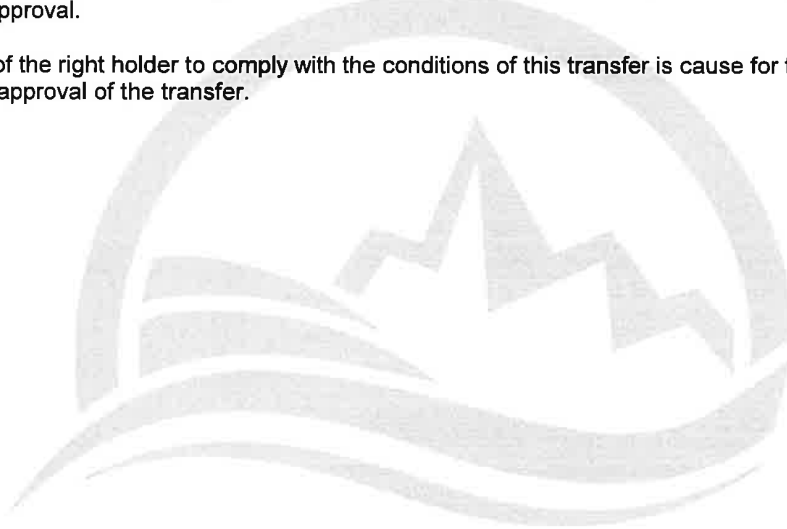 pproval.
of the right holder to comply with the conditions of this transfer is cause for
approval of the transfer.